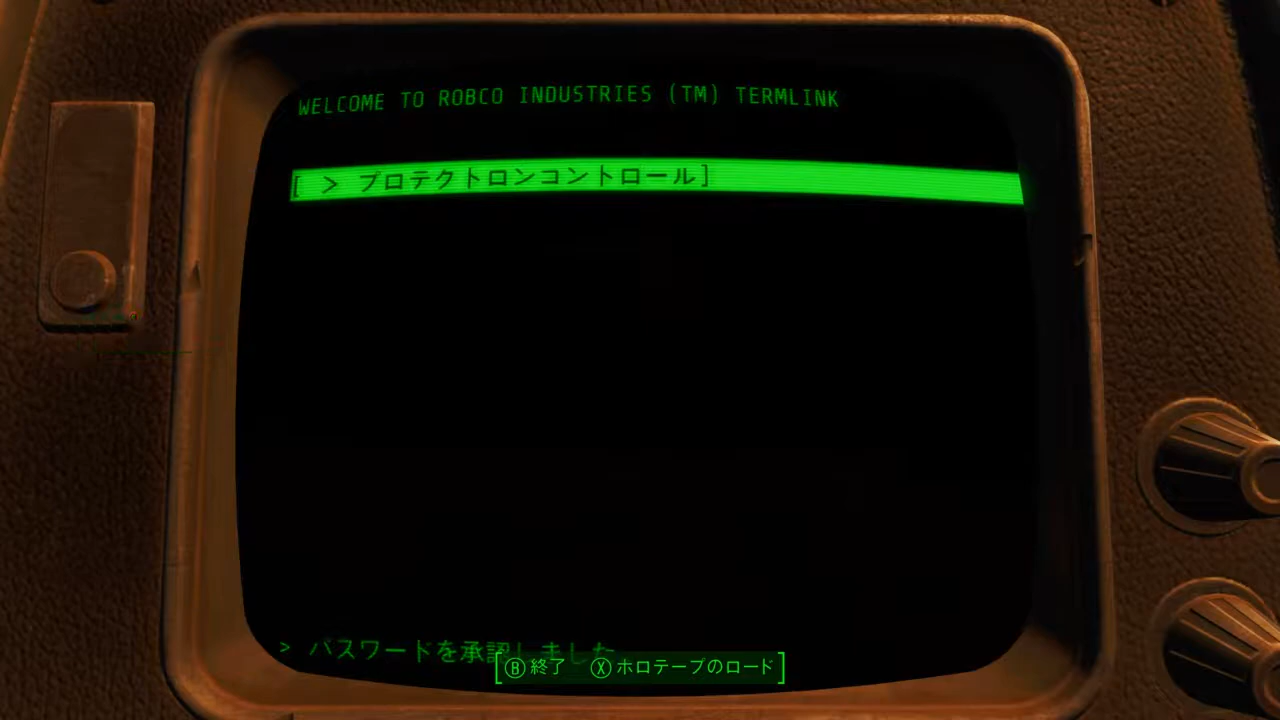 WELCOME TO ROBCO INDUSTRIES (TM) TERMLINK
[ > プロテクトロンコントロール]
> パスワードを承認しました
Ⓑ終了 Ⓧホロテープのロード